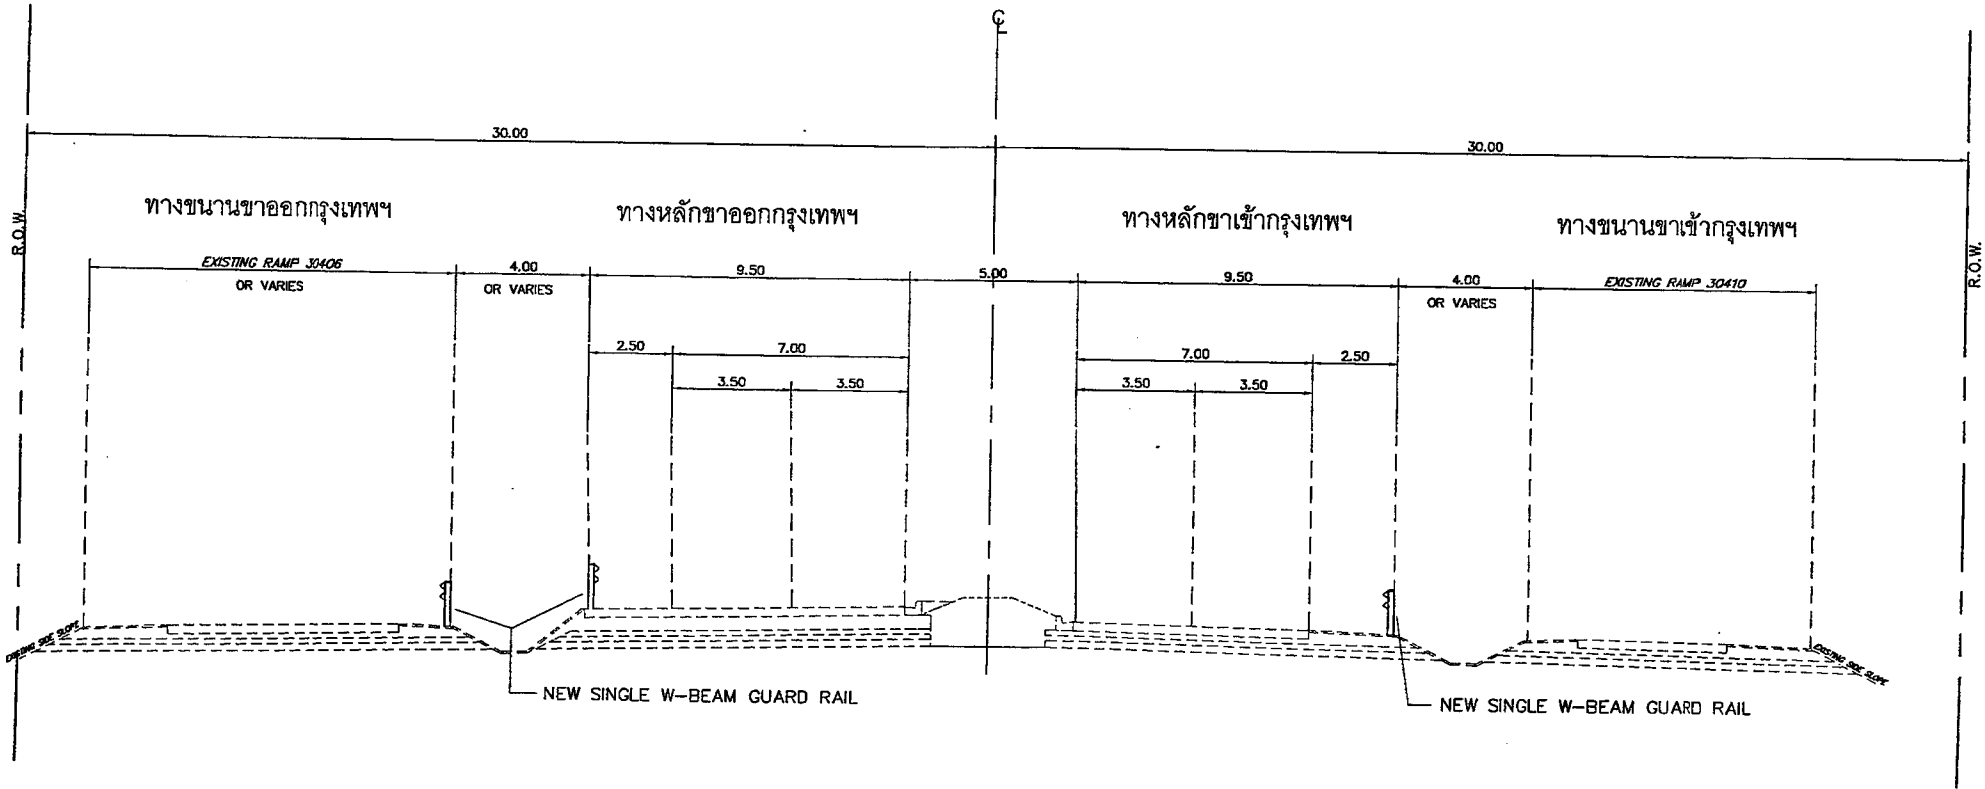 ℄
30.00
30.00
ทางขนานขาออกกรุงเทพฯ
ทางหลักขาออกกรุงเทพฯ
ทางหลักขาเข้ากรุงเทพฯ
ทางขนานขาเข้ากรุงเทพฯ
R.O.W.
R.O.W.
EXISTING RAMP 30406
OR VARIES
4.00
OR VARIES
9.50
5.00
9.50
4.00
OR VARIES
EXISTING RAMP 30410
2.50
7.00
7.00
2.50
3.50
3.50
3.50
3.50
EXISTING SIDE SLOPE
EXISTING SIDE SLOPE
NEW SINGLE W-BEAM GUARD RAIL
NEW SINGLE W-BEAM GUARD RAIL